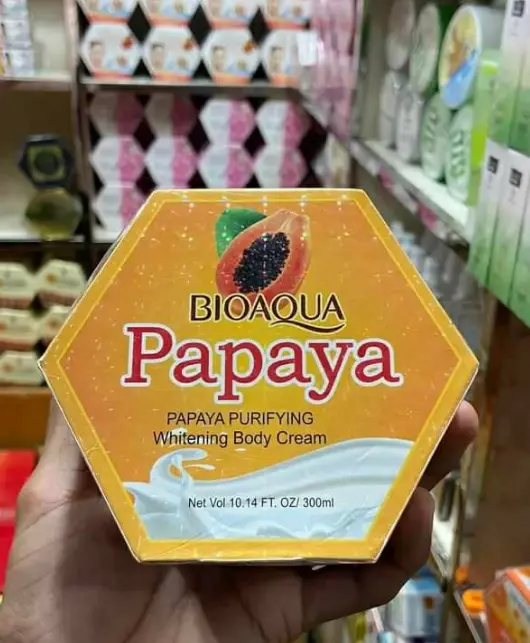 BIOAQUA
Papaya
PAPAYA PURIFYING
Whitening Body Cream
Net Vol 10.14 FT. OZ/ 300ml